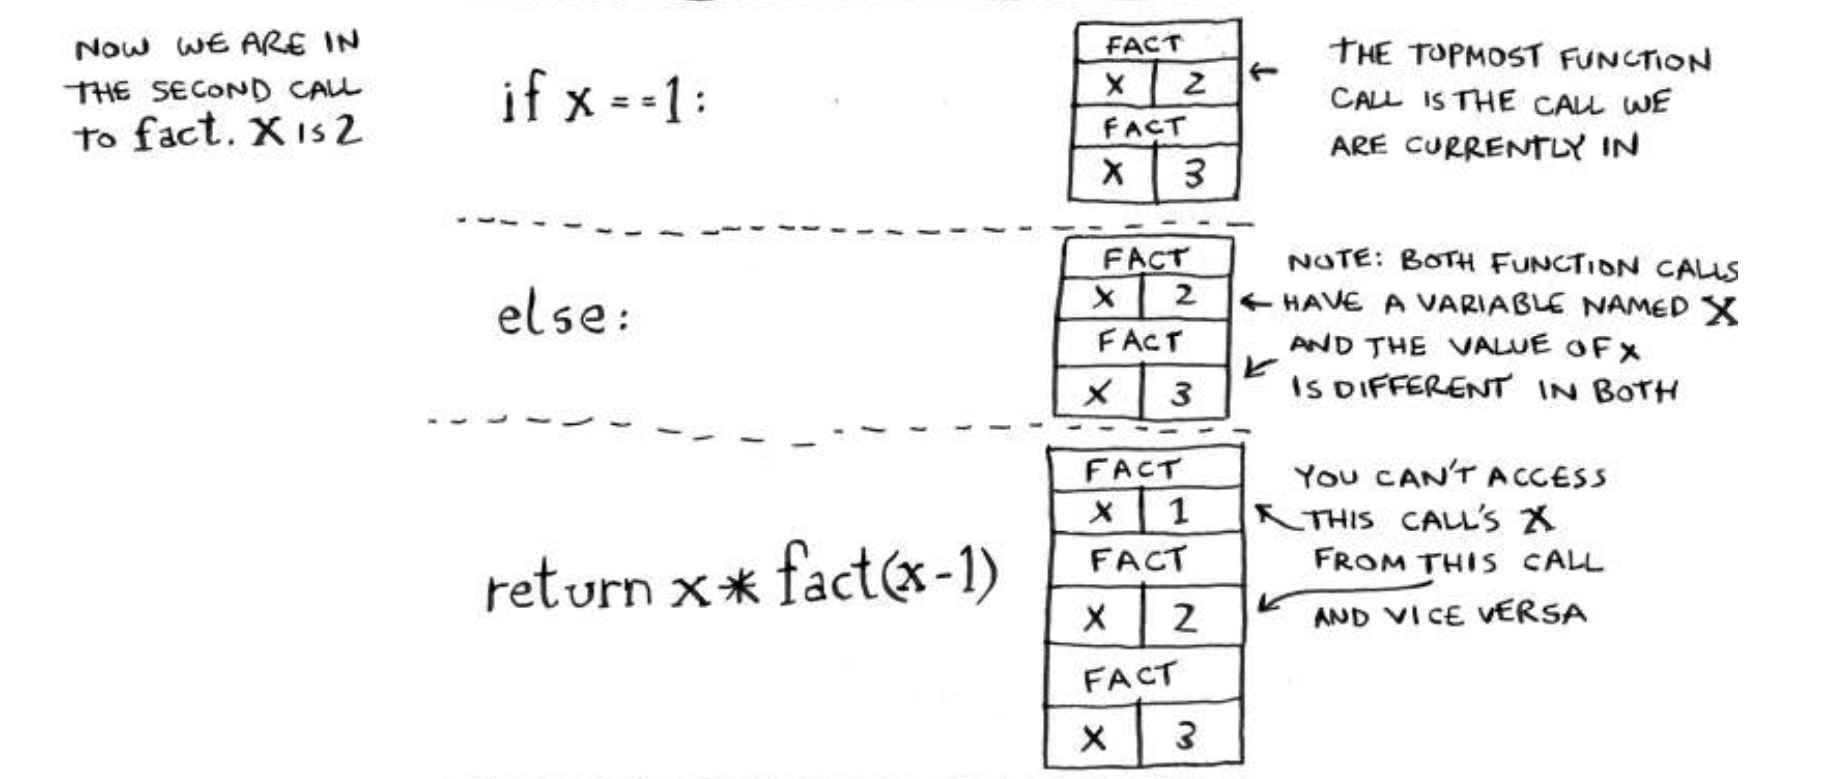 NOW WE ARE IN
THE SECOND CALL
TO fact. X IS 2
if x == 1:
FACT
X 2
FACT
X 3
← THE TOPMOST FUNCTION
CALL IS THE CALL WE
ARE CURRENTLY IN
else:
FACT
X 2
FACT
X 3
NOTE: BOTH FUNCTION CALLS
← HAVE A VARIABLE NAMED X
AND THE VALUE OF X
IS DIFFERENT IN BOTH
return x * fact(x-1)
FACT
X 1
FACT
X 2
FACT
X 3
YOU CAN'T ACCESS
THIS CALL'S X
FROM THIS CALL
AND VICE VERSA